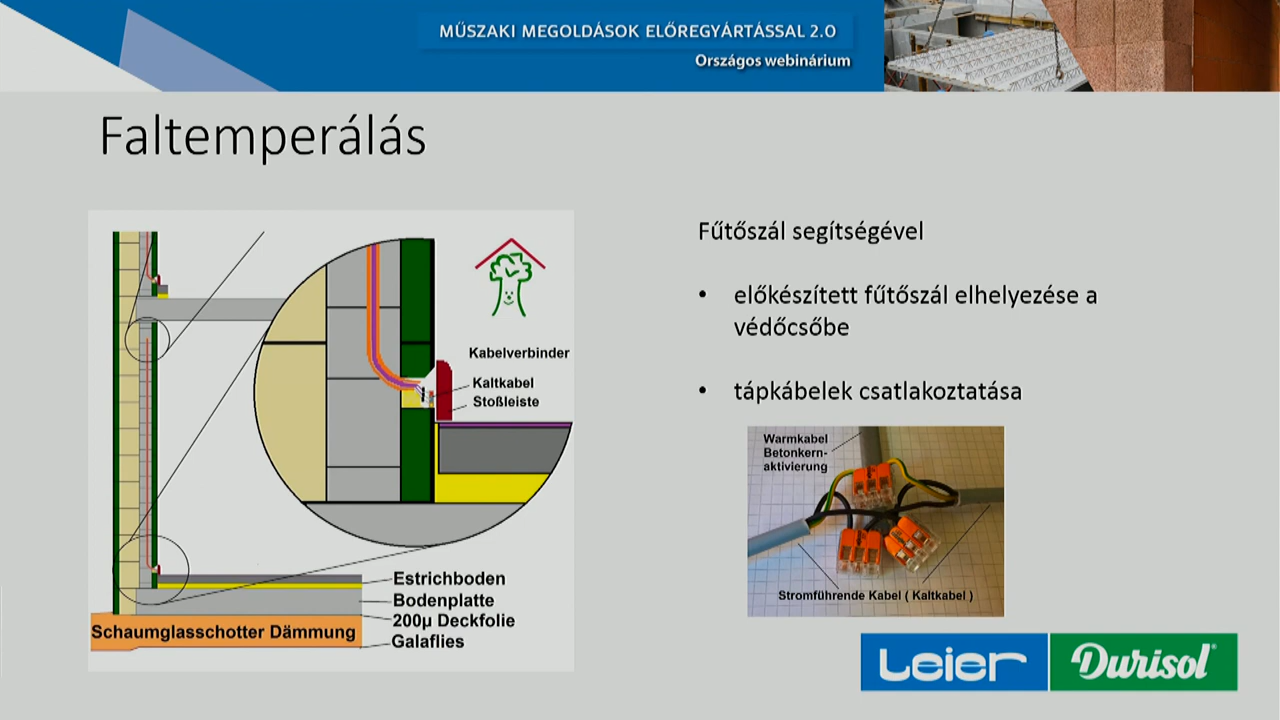 MŰSZAKI MEGOLDÁSOK ELŐREGYÁRTÁSSAL 2.0
Országos webinárium
Faltemperálás
Kabelverbinder
Kaltkabel
Stoßleiste
Estrichboden
Bodenplatte
200µ Deckfolie
Galaflies
Schaumglasschotter Dämmung
Fűtőszál segítségével
• előkészített fűtőszál elhelyezése a
védőcsőbe
• tápkábelek csatlakoztatása
Warmkabel
Betonkern-
aktivierung
Stromführende Kabel ( Kaltkabel )
Leier
Durisol®